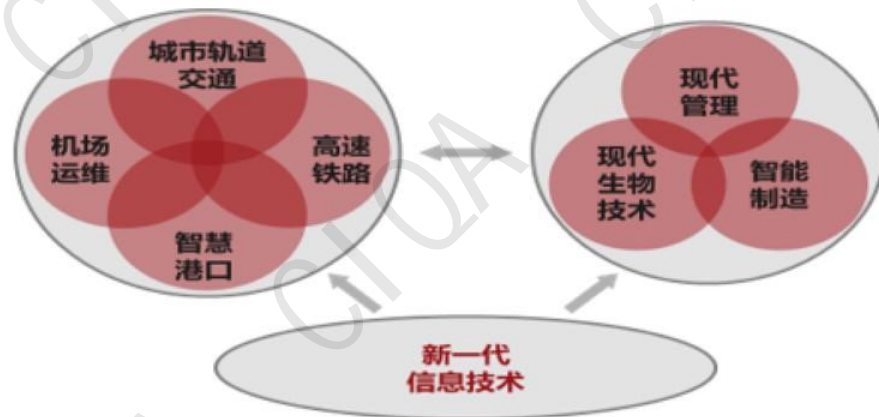 城市轨道
交通
机场
运维
高速
铁路
智慧
港口
现代
管理
现代
生物
技术
智能
制造
新一代
信息技术
CIQA